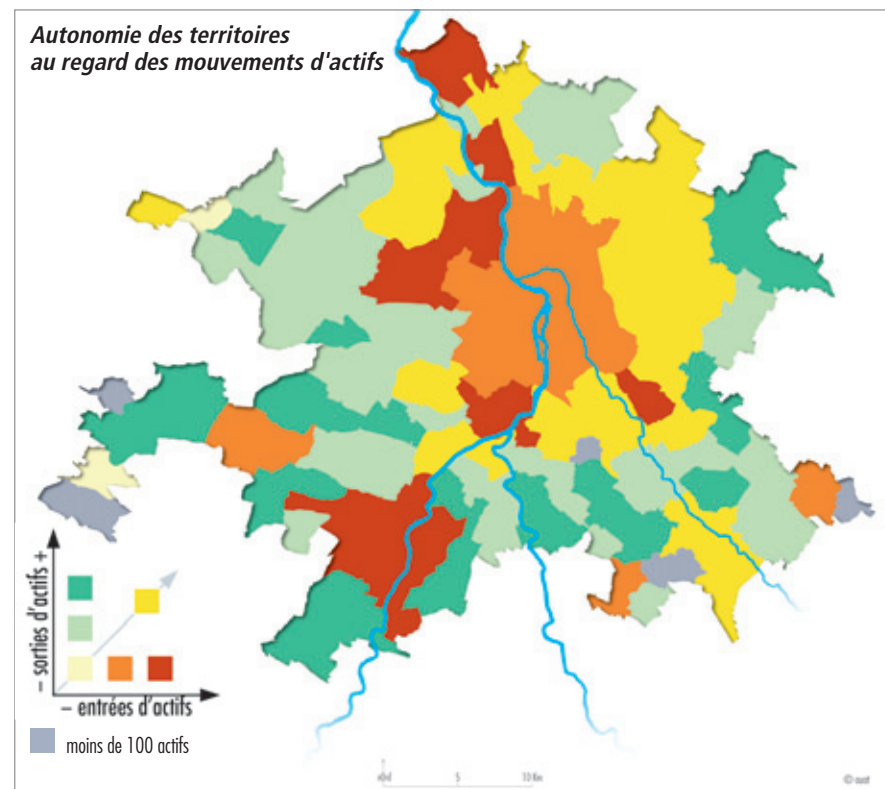 Autonomie des territoires
au regard des mouvements d'actifs
– sorties d'actifs +
– entrées d'actifs
moins de 100 actifs
5
10 Km